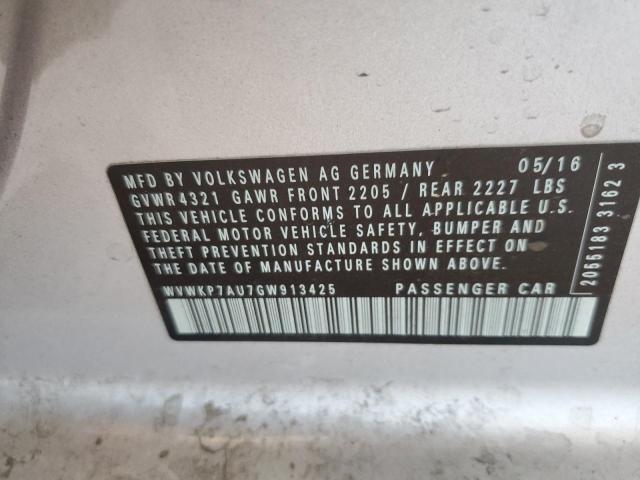 MFD BY VOLKSWAGEN AG GERMANY 05/16
GVWR 4321 GAWR FRONT 2205 / REAR 2227 LBS
THIS VEHICLE CONFORMS TO ALL APPLICABLE U.S.
FEDERAL MOTOR VEHICLE SAFETY, BUMPER AND
THEFT PREVENTION STANDARDS IN EFFECT ON
THE DATE OF MANUFACTURE SHOWN ABOVE.
WVWKP7AU7GW913425 PASSENGER CAR
2055183 3162 3